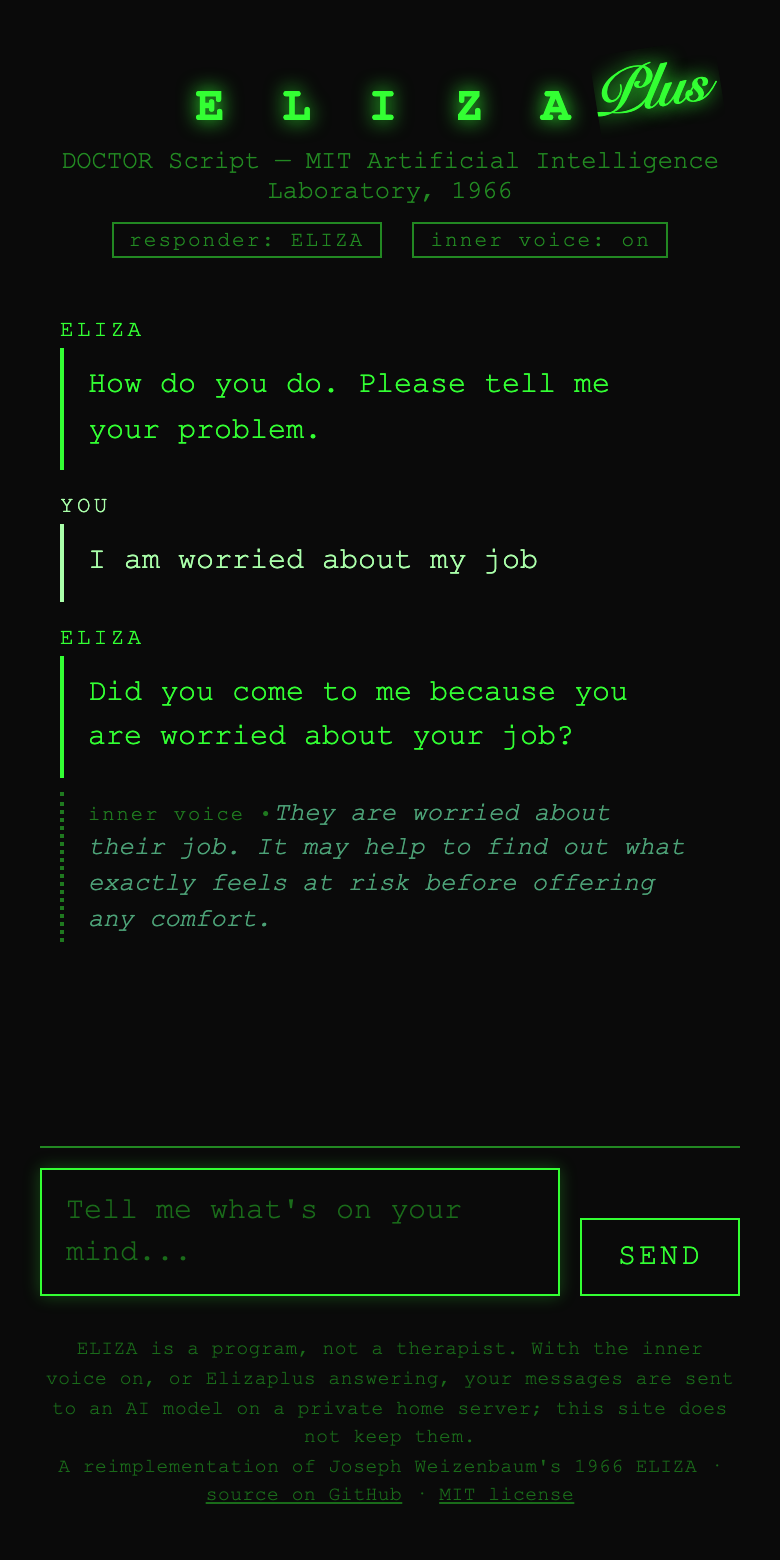 E L I Z A Plus
DOCTOR Script — MIT Artificial Intelligence
Laboratory, 1966
responder: ELIZA inner voice: on
ELIZA
How do you do. Please tell me
your problem.
YOU
I am worried about my job
ELIZA
Did you come to me because you
are worried about your job?
inner voice •They are worried about
their job. It may help to find out what
exactly feels at risk before offering
any comfort.
Tell me what's on your
mind...
SEND
ELIZA is a program, not a therapist. With the inner
voice on, or Elizaplus answering, your messages are sent
to an AI model on a private home server; this site does
not keep them.
A reimplementation of Joseph Weizenbaum's 1966 ELIZA ·
source on GitHub · MIT license